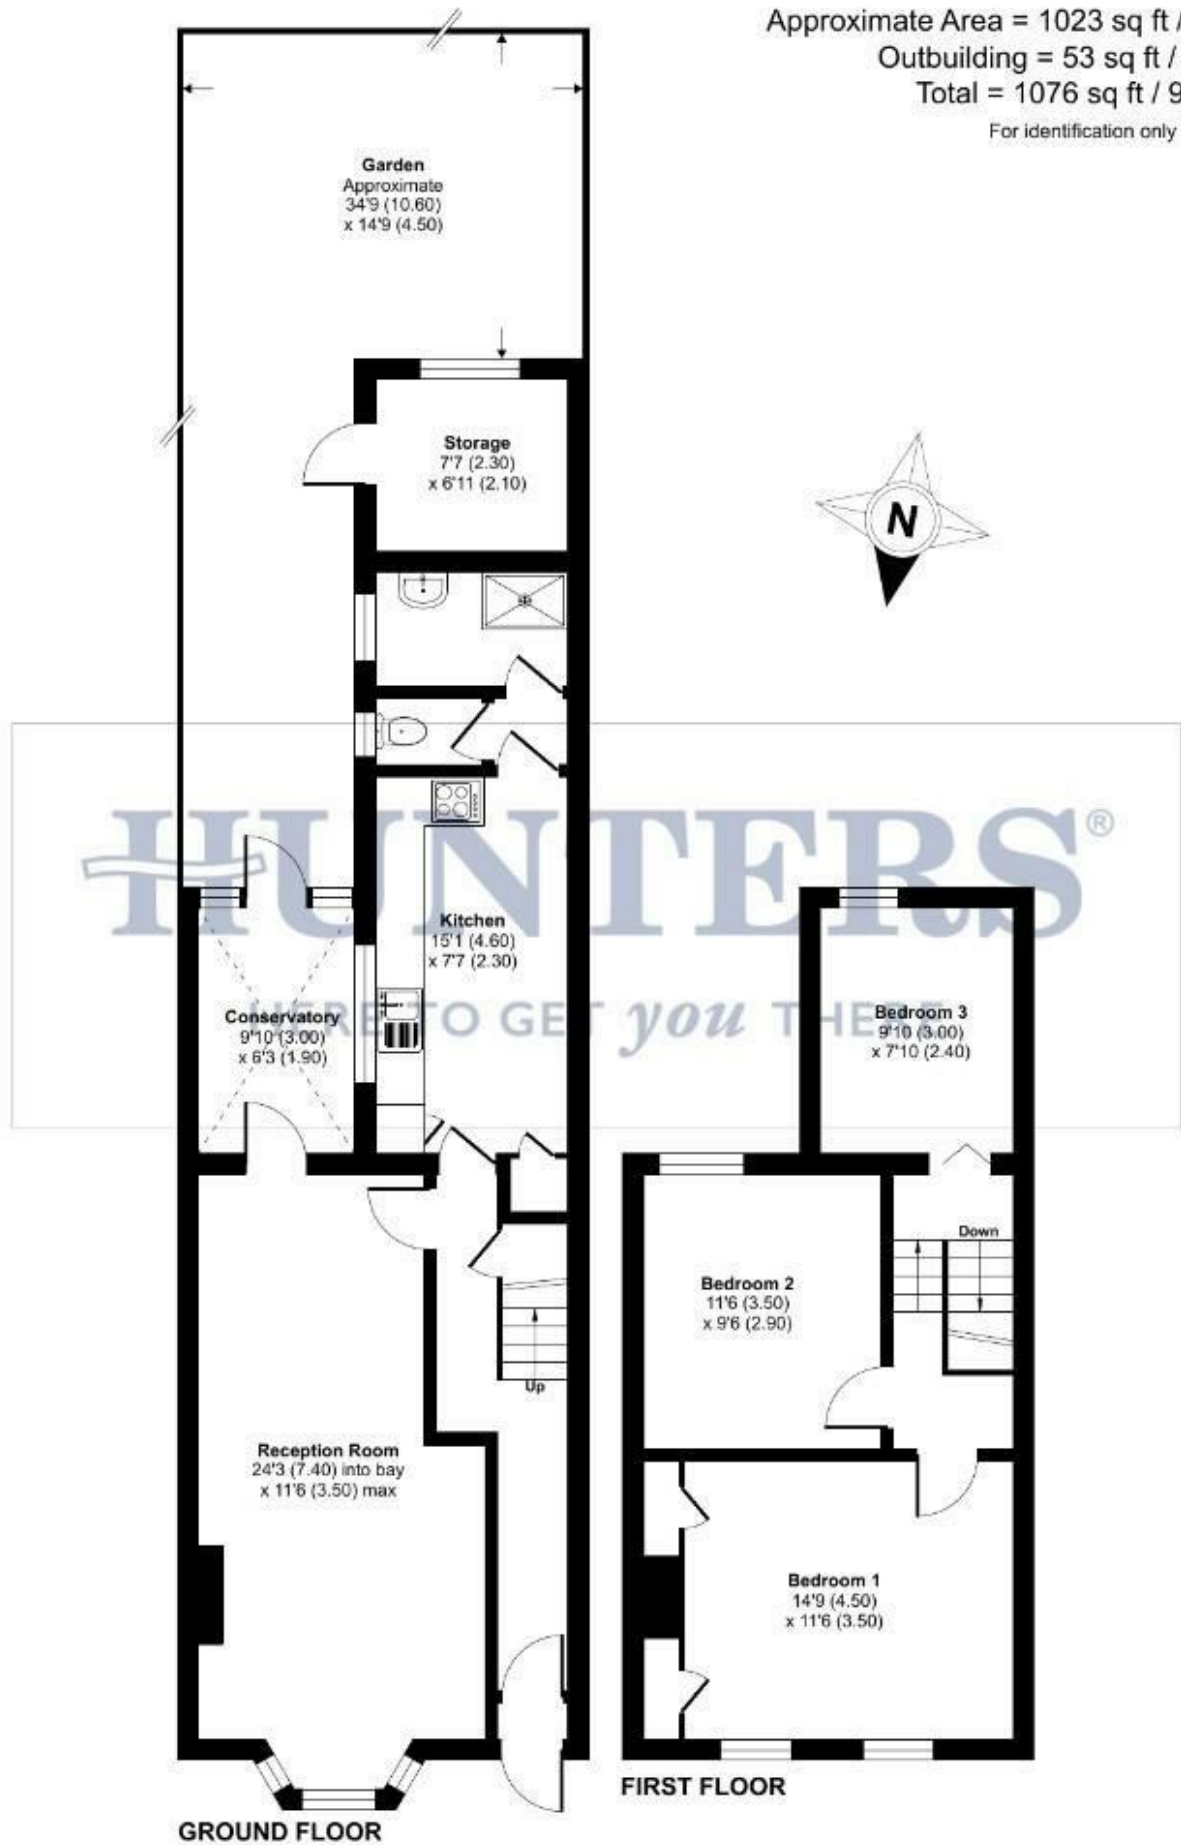 Approximate Area = 1023 sq ft /
Outbuilding = 53 sq ft /
Total = 1076 sq ft / 9
For identification only
Garden
Approximate
34'9 (10.60)
x 14'9 (4.50)
Storage
7'7 (2.30)
x 6'11 (2.10)
N
HUNTERS®
HERE TO GET you THERE
Kitchen
15'1 (4.60)
x 7'7 (2.30)
Conservatory
9'10 (3.00)
x 6'3 (1.90)
Bedroom 3
9'10 (3.00)
x 7'10 (2.40)
Down
Bedroom 2
11'6 (3.50)
x 9'6 (2.90)
Up
Reception Room
24'3 (7.40) into bay
x 11'6 (3.50) max
Bedroom 1
14'9 (4.50)
x 11'6 (3.50)
FIRST FLOOR
GROUND FLOOR